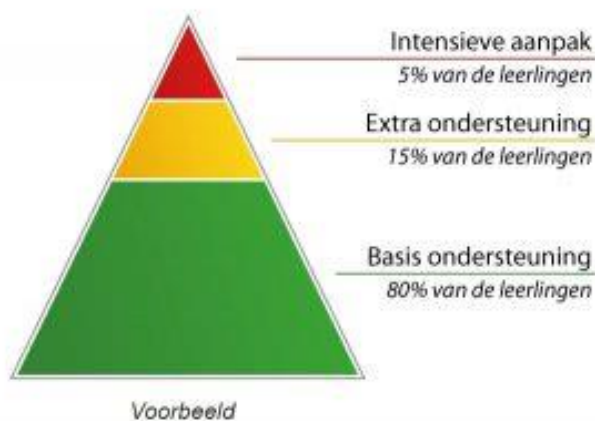 Intensieve aanpak
5% van de leerlingen
Extra ondersteuning
15% van de leerlingen
Basis ondersteuning
80% van de leerlingen
Voorbeeld